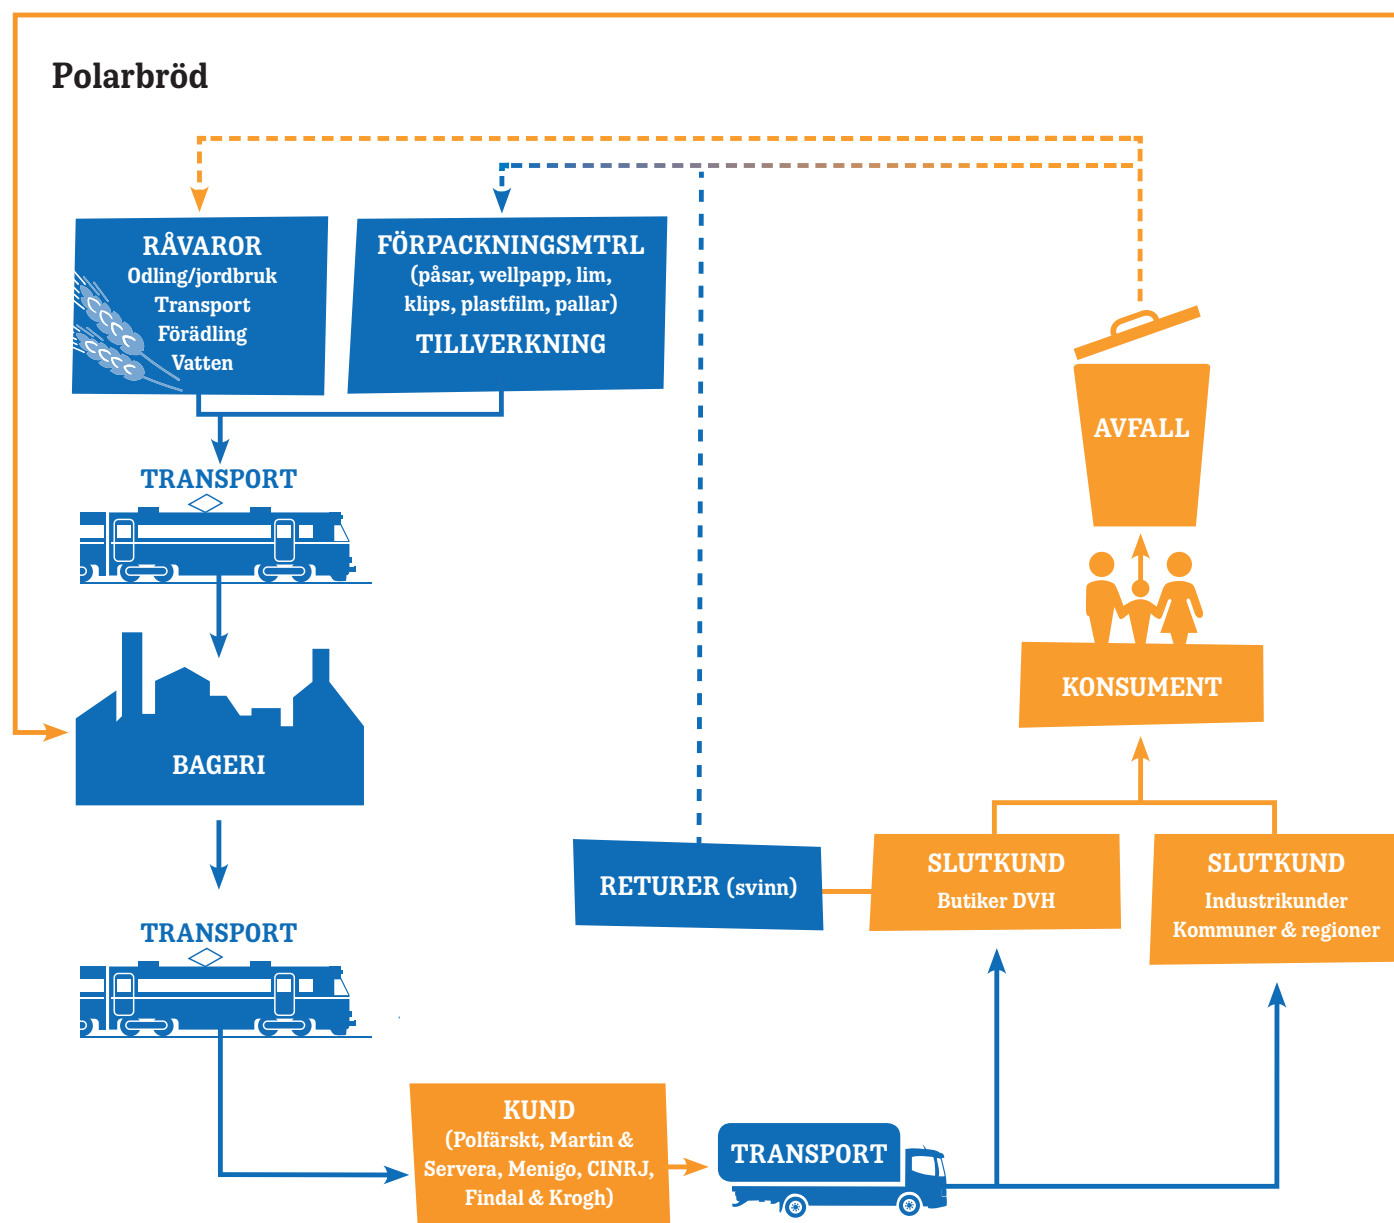 Polarbröd
RÅVAROR
Odling/jordbruk
Transport
Förädling
Vatten
FÖRPACKNINGSMTRL
(påsar, wellpapp, lim,
klips, plastfilm, pallar)
TILLVERKNING
TRANSPORT
BAGERI
TRANSPORT
KUND
(Polfärskt, Martin &
Servera, Menigo, CINRJ,
Findal & Krogh)
TRANSPORT
RETURER (svinn)
SLUTKUND
Butiker DVH
SLUTKUND
Industrikunder
Kommuner & regioner
KONSUMENT
AVFALL